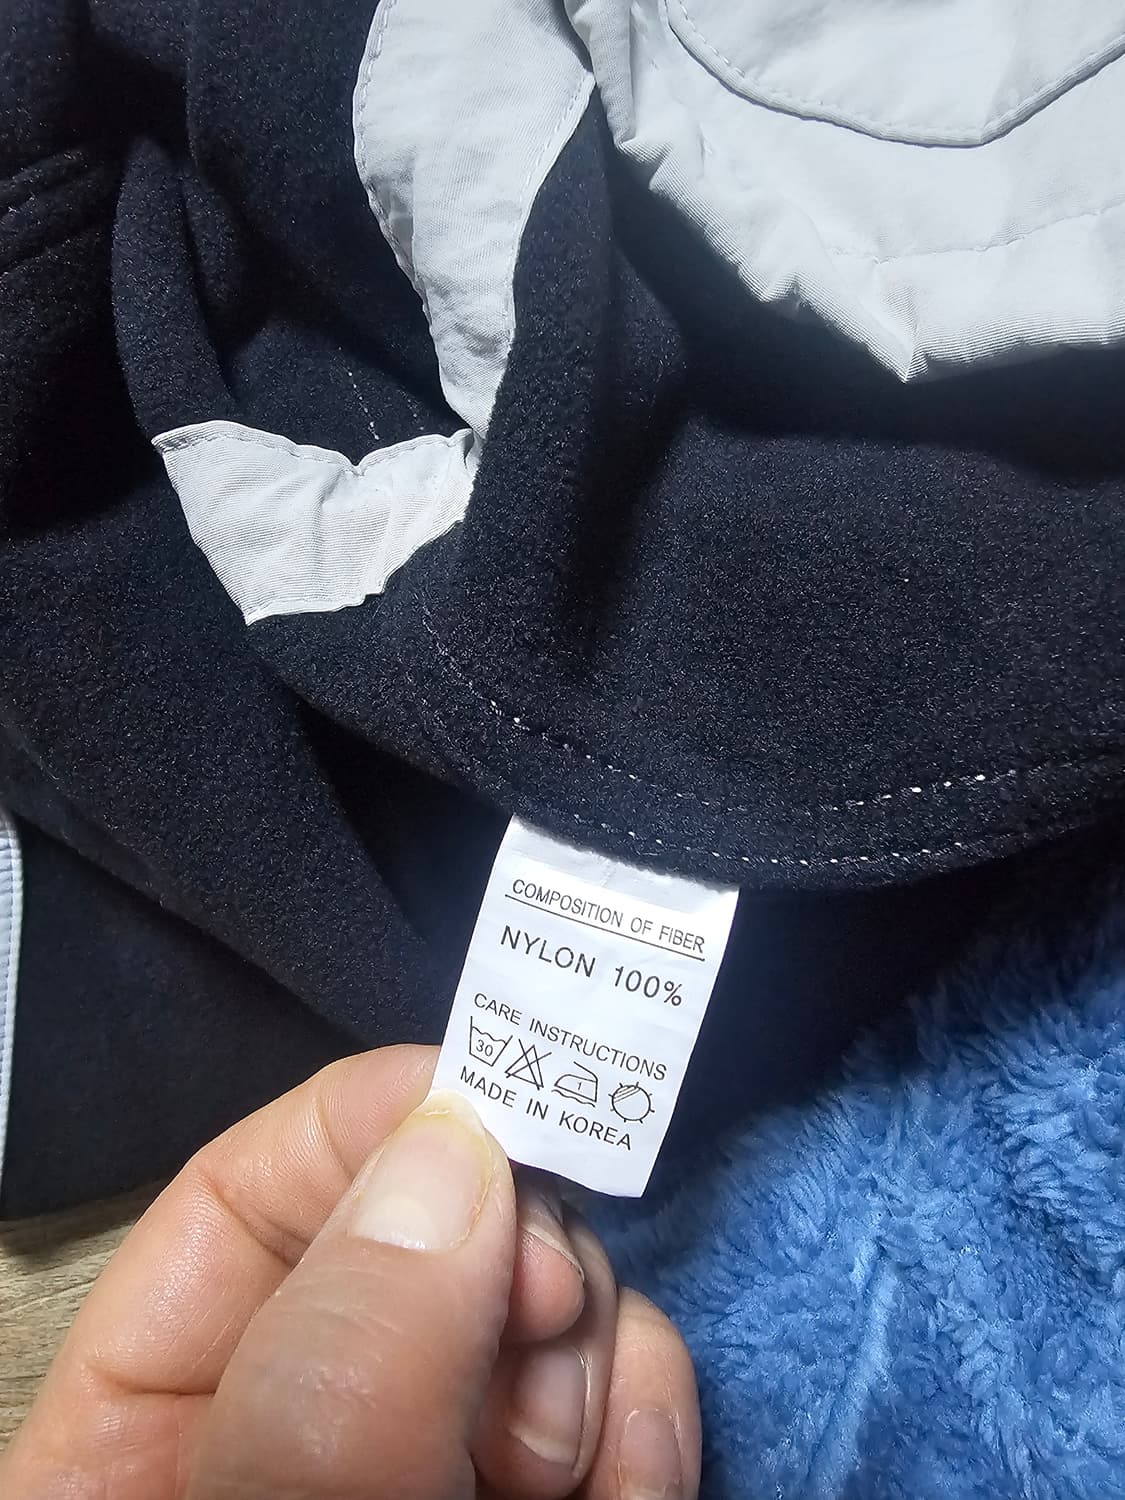 COMPOSITION OF FIBER
NYLON 100%
CARE INSTRUCTIONS
30 1
MADE IN KOREA